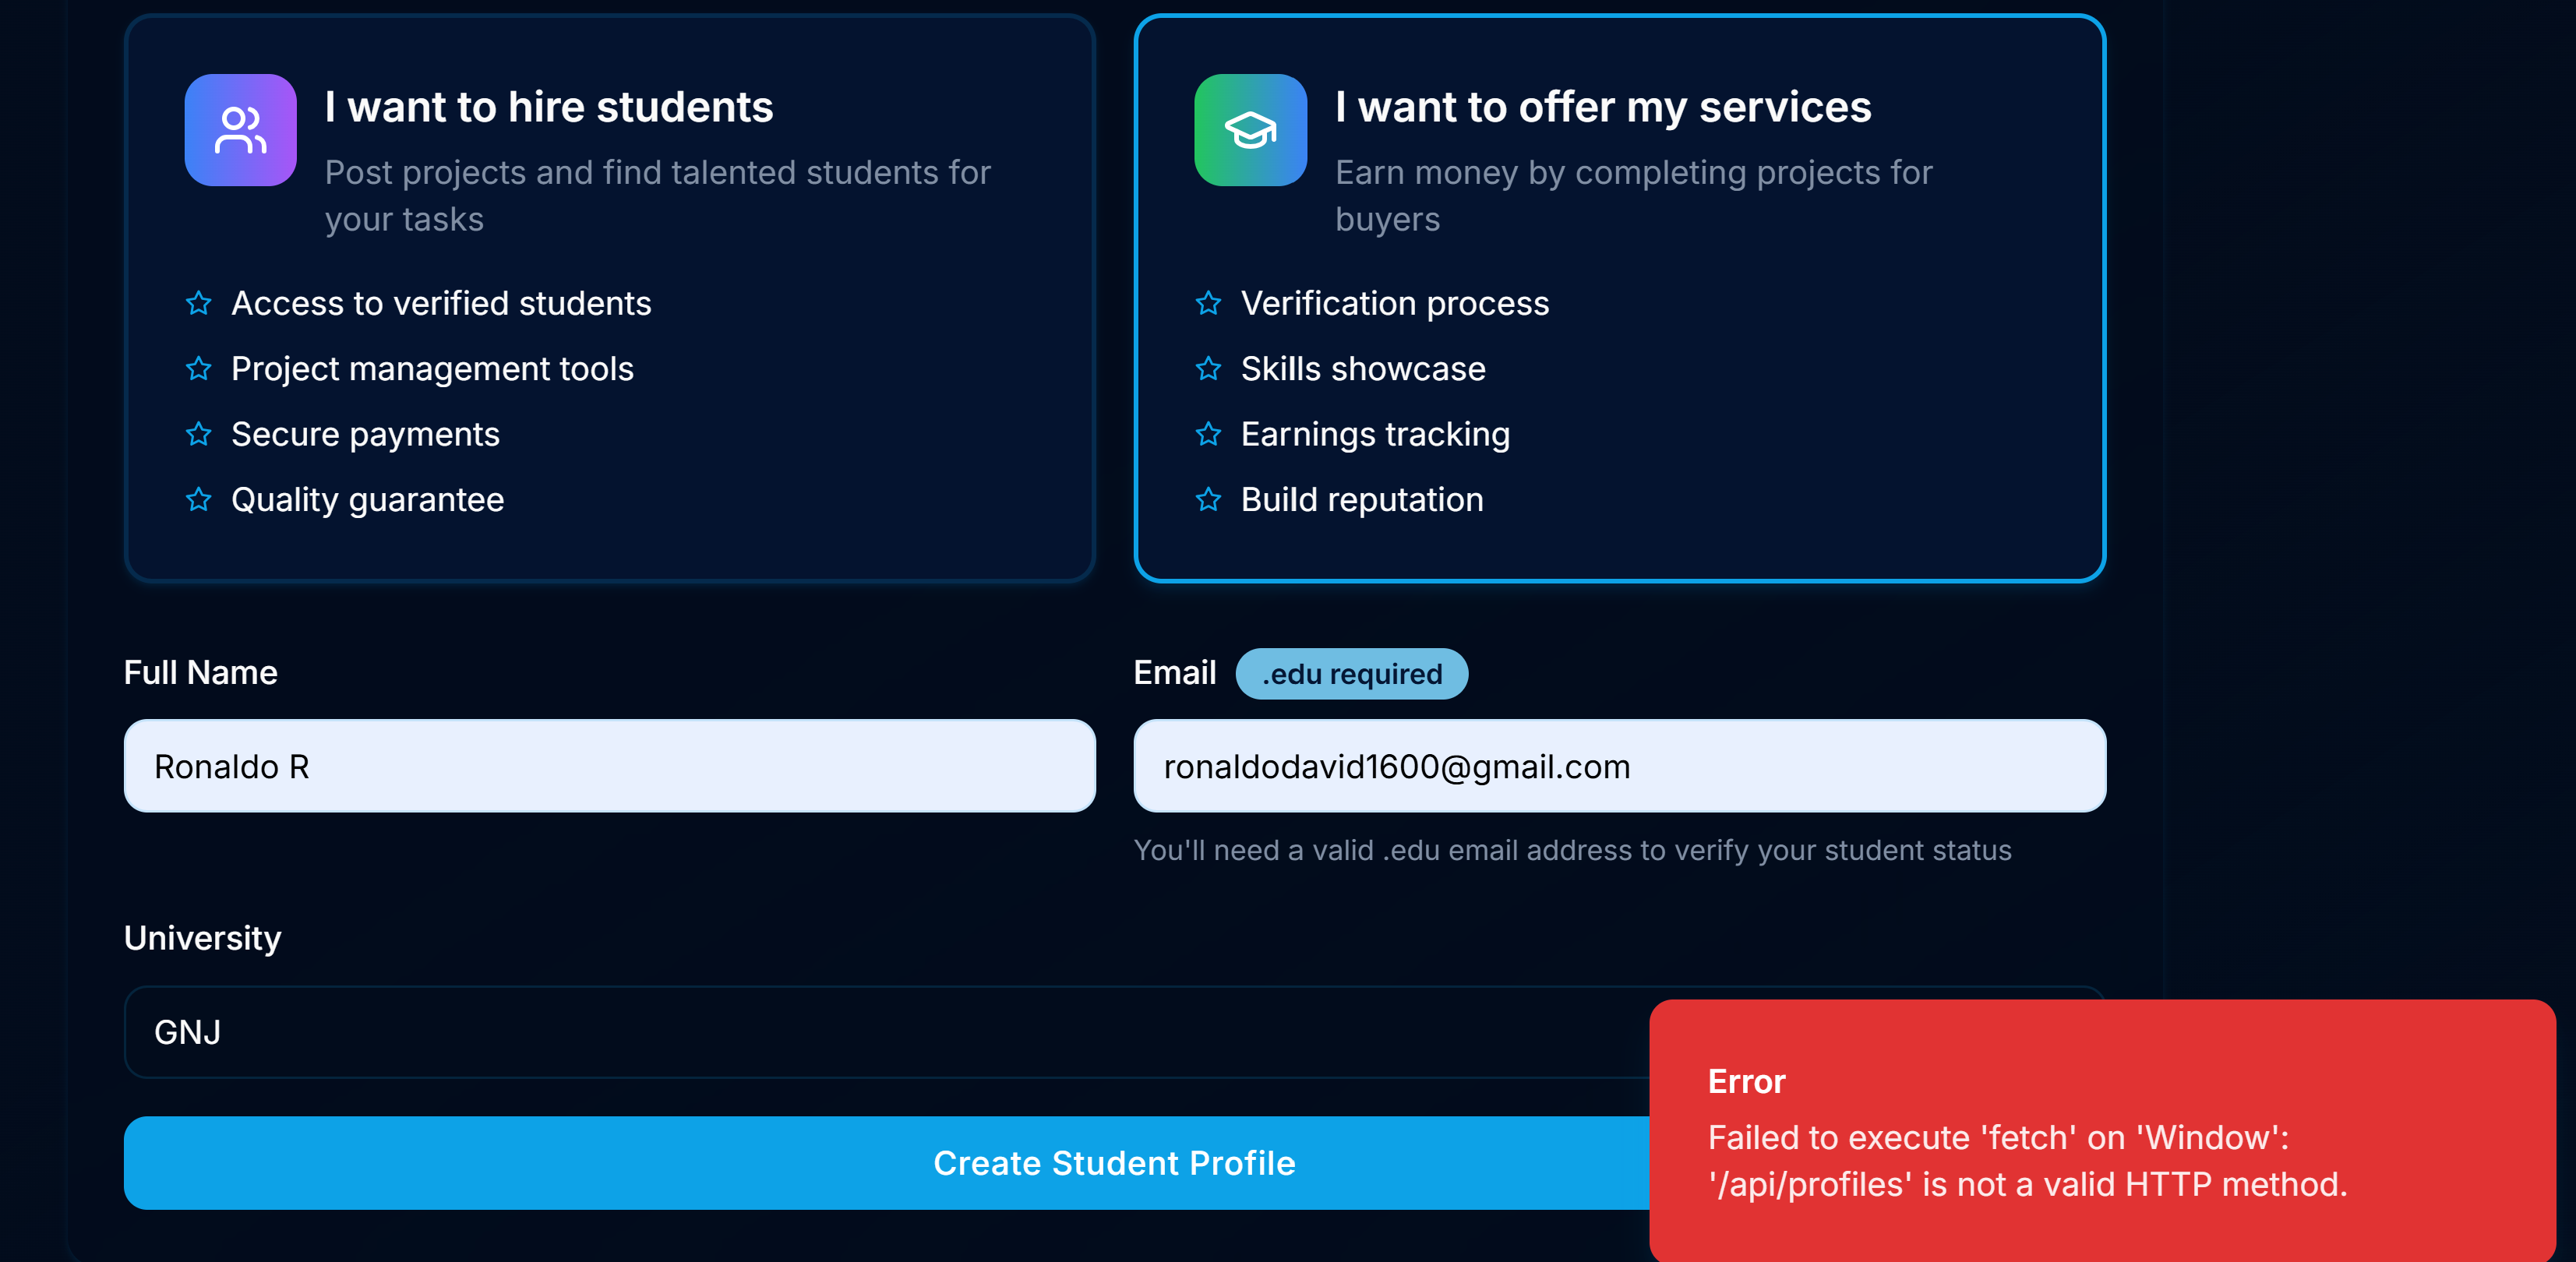 I want to hire students
Post projects and find talented students for
your tasks
Access to verified students
Project management tools
Secure payments
Quality guarantee
I want to offer my services
Earn money by completing projects for
buyers
Verification process
Skills showcase
Earnings tracking
Build reputation
Full Name
Ronaldo R
Email .edu required
ronaldodavid1600@gmail.com
You'll need a valid .edu email address to verify your student status
University
GNJ
Create Student Profile
Error
Failed to execute 'fetch' on 'Window':
'/api/profiles' is not a valid HTTP method.